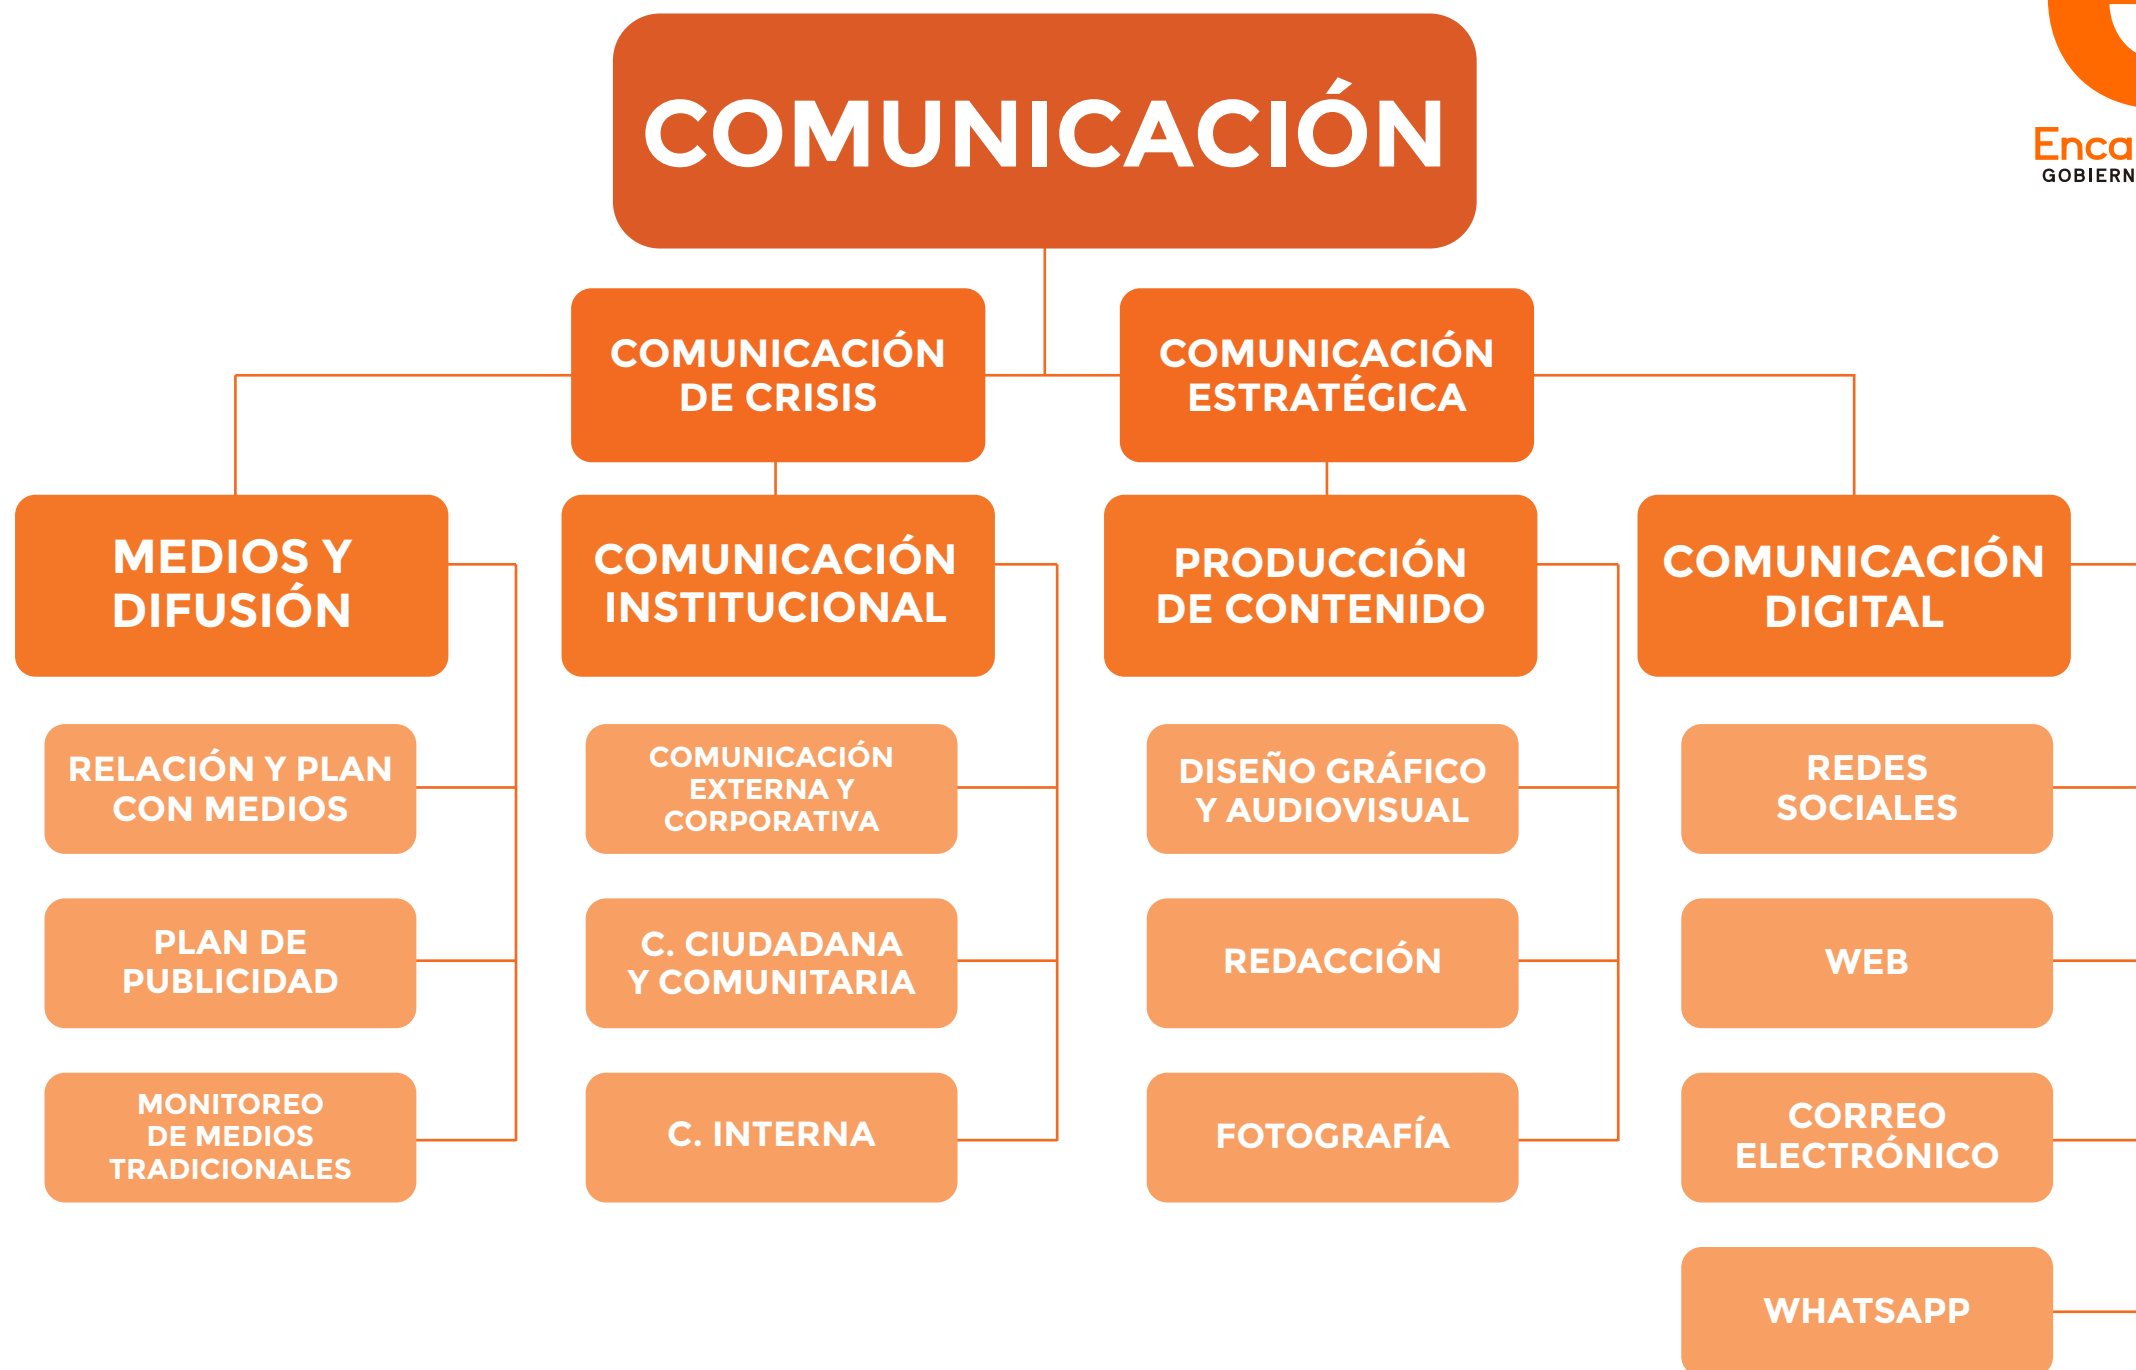 COMUNICACIÓN
Enca
GOBIERN
COMUNICACIÓN
DE CRISIS
COMUNICACIÓN
ESTRATÉGICA
MEDIOS Y
DIFUSIÓN
COMUNICACIÓN
INSTITUCIONAL
PRODUCCIÓN
DE CONTENIDO
COMUNICACIÓN
DIGITAL
RELACIÓN Y PLAN
CON MEDIOS
COMUNICACIÓN
EXTERNA Y
CORPORATIVA
DISEÑO GRÁFICO
Y AUDIOVISUAL
REDES
SOCIALES
PLAN DE
PUBLICIDAD
C. CIUDADANA
Y COMUNITARIA
REDACCIÓN
WEB
MONITOREO
DE MEDIOS
TRADICIONALES
C. INTERNA
FOTOGRAFÍA
CORREO
ELECTRÓNICO
WHATSAPP